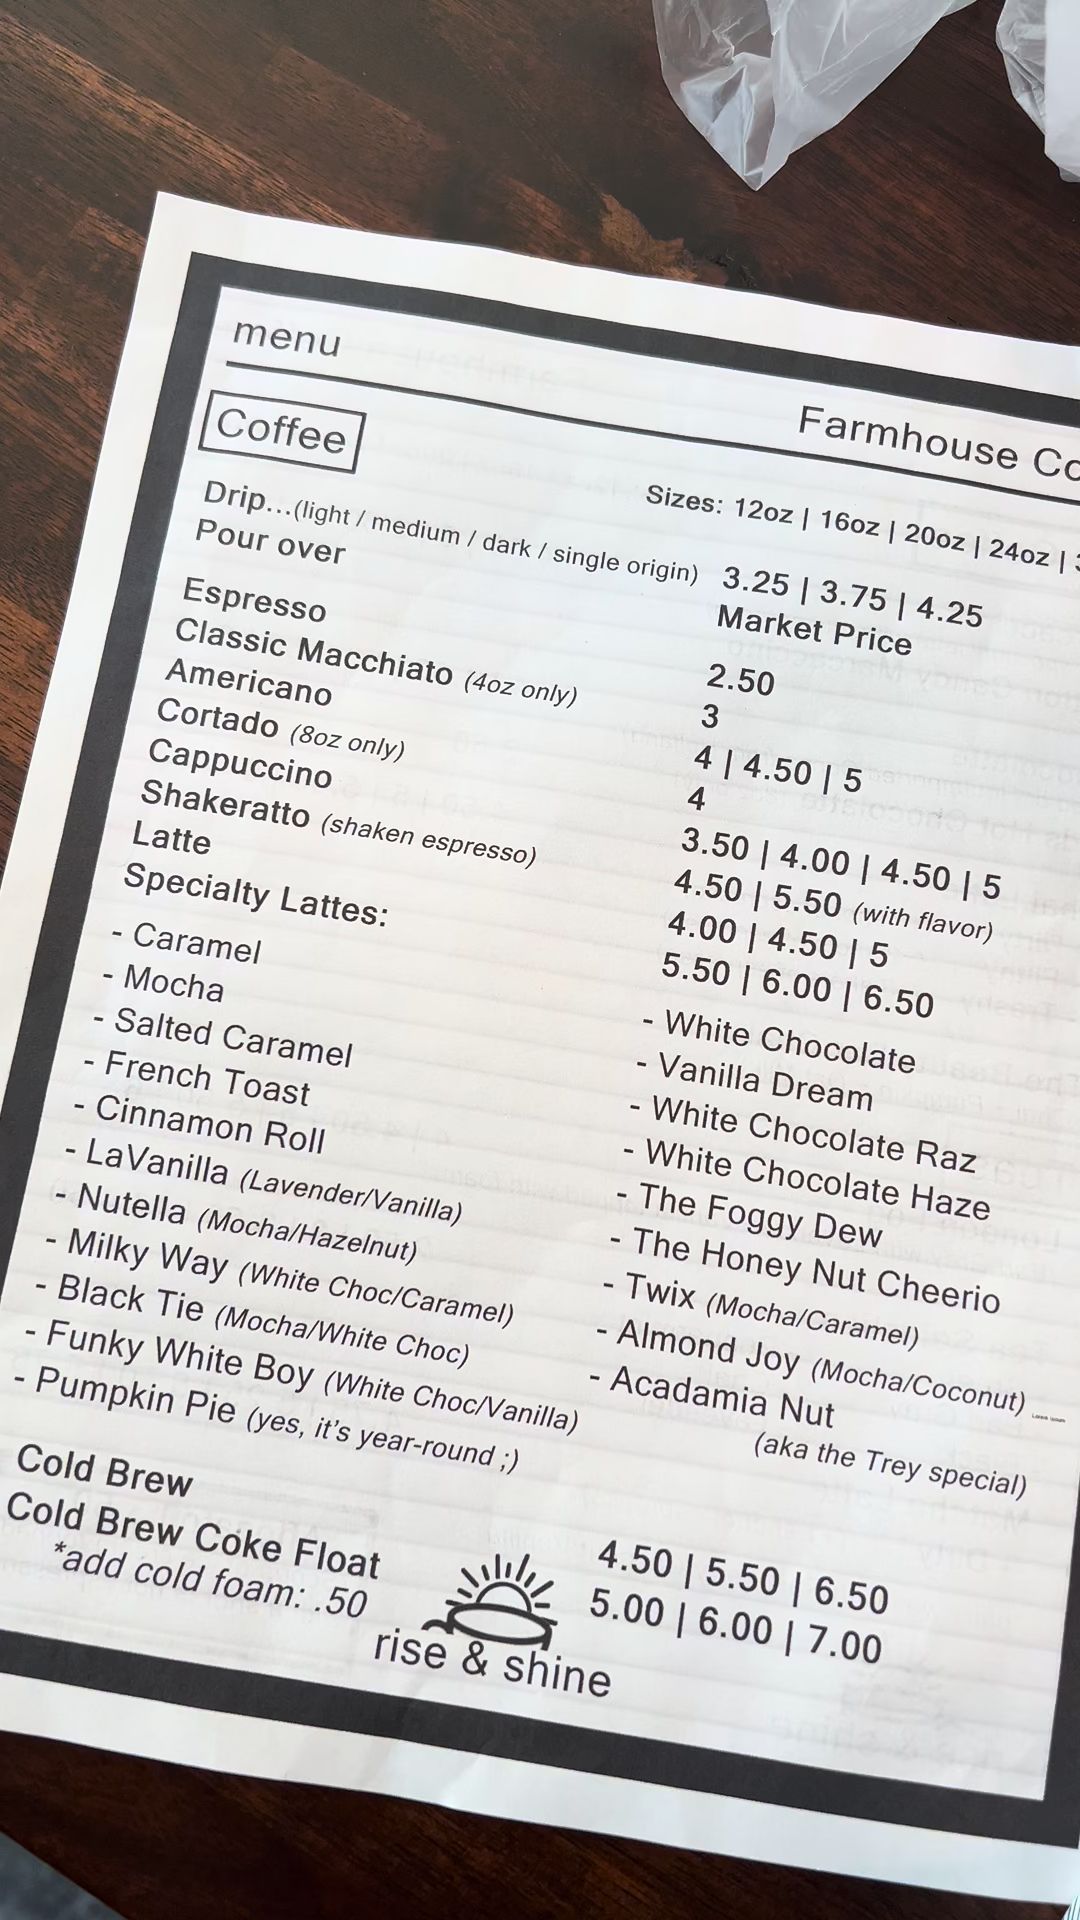 menu
Farmhouse Co
Coffee
Sizes: 12oz | 16oz | 20oz | 24oz |
Drip...(light / medium / dark / single origin) 3.25 | 3.75 | 4.25
Pour over Market Price
Espresso 2.50
Classic Macchiato (4oz only) 3
Americano 4 | 4.50 | 5
Cortado (8oz only) 4
Cappuccino 3.50 | 4.00 | 4.50 | 5
Shakeratto (shaken espresso) 4.50 | 5.50 (with flavor)
Latte 4.00 | 4.50 | 5
Specialty Lattes: 5.50 | 6.00 | 6.50
- Caramel
- Mocha
- Salted Caramel
- French Toast
- Cinnamon Roll
- LaVanilla (Lavender/Vanilla)
- Nutella (Mocha/Hazelnut)
- Milky Way (White Choc/Caramel)
- Black Tie (Mocha/White Choc)
- Funky White Boy (White Choc/Vanilla)
- Pumpkin Pie (yes, it's year-round ;)
- White Chocolate
- Vanilla Dream
- White Chocolate Raz
- White Chocolate Haze
- The Foggy Dew
- The Honey Nut Cheerio
- Twix (Mocha/Caramel)
- Almond Joy (Mocha/Coconut)
- Acadamia Nut
(aka the Trey special)
Cold Brew 4.50 | 5.50 | 6.50
Cold Brew Coke Float 5.00 | 6.00 | 7.00
*add cold foam: .50
rise & shine